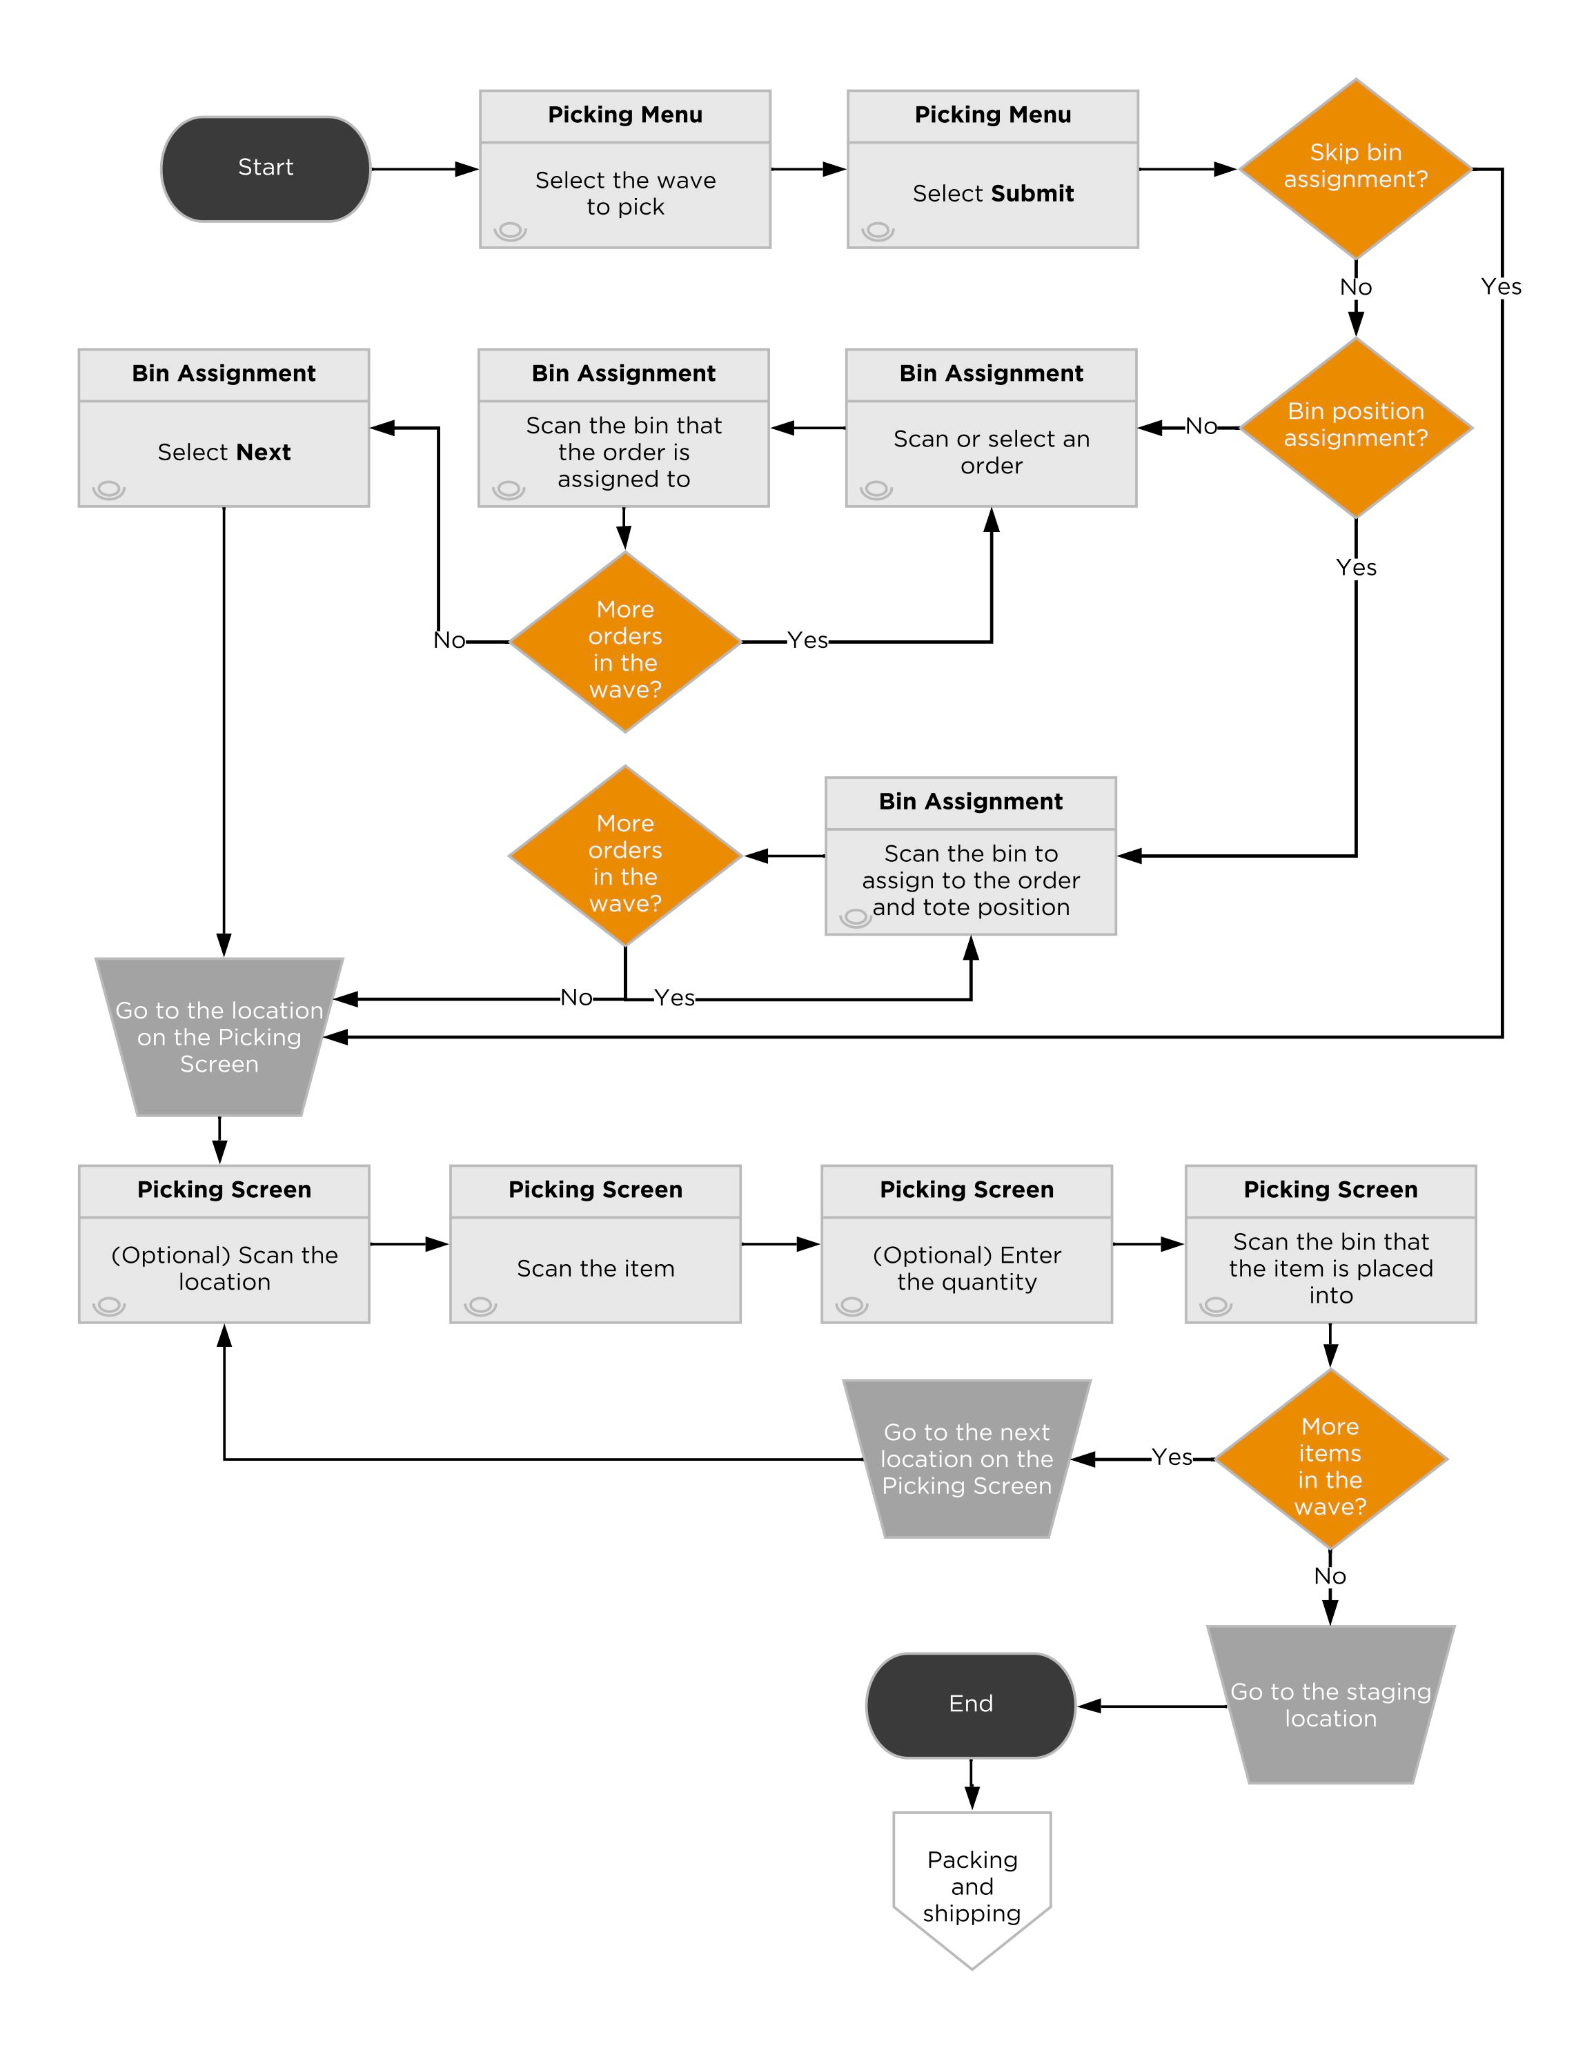 Start
Picking Menu
Select the wave
to pick
Picking Menu
Select Submit
Skip bin
assignment?
No
Yes
Bin Assignment
Select Next
Bin Assignment
Scan the bin that
the order is
assigned to
Bin Assignment
Scan or select an
order
No
Bin position
assignment?
Yes
More
orders
in the
wave?
No
Yes
More
orders
in the
wave?
Bin Assignment
Scan the bin to
assign to the order
and tote position
No
Yes
Go to the location
on the Picking
Screen
Picking Screen
(Optional) Scan the
location
Picking Screen
Scan the item
Picking Screen
(Optional) Enter
the quantity
Picking Screen
Scan the bin that
the item is placed
into
Go to the next
location on the
Picking Screen
Yes
More
items
in the
wave?
No
End
Go to the staging
location
Packing
and
shipping